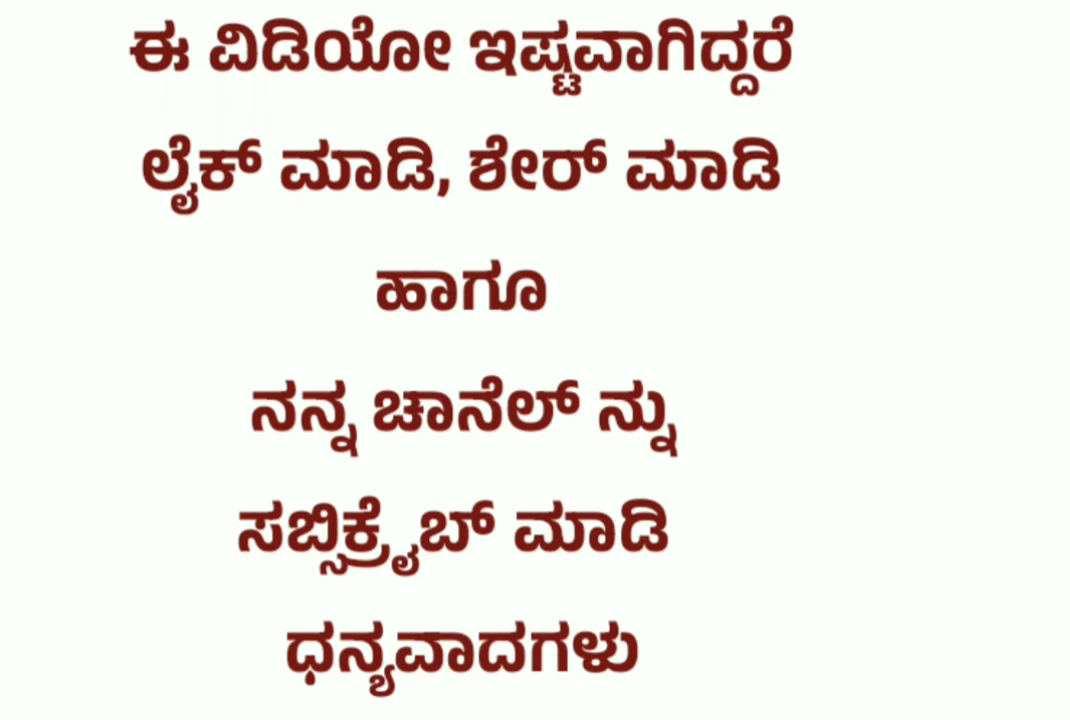 ಈ ವಿಡಿಯೋ ಇಷ್ಟವಾಗಿದ್ದರೆ
ಲೈಕ್ ಮಾಡಿ, ಶೇರ್ ಮಾಡಿ
ಹಾಗೂ
ನನ್ನ ಚಾನೆಲ್ ನ್ನು
ಸಬ್ಸಿಕ್ರೈಬ್ ಮಾಡಿ
ಧನ್ಯವಾದಗಳು